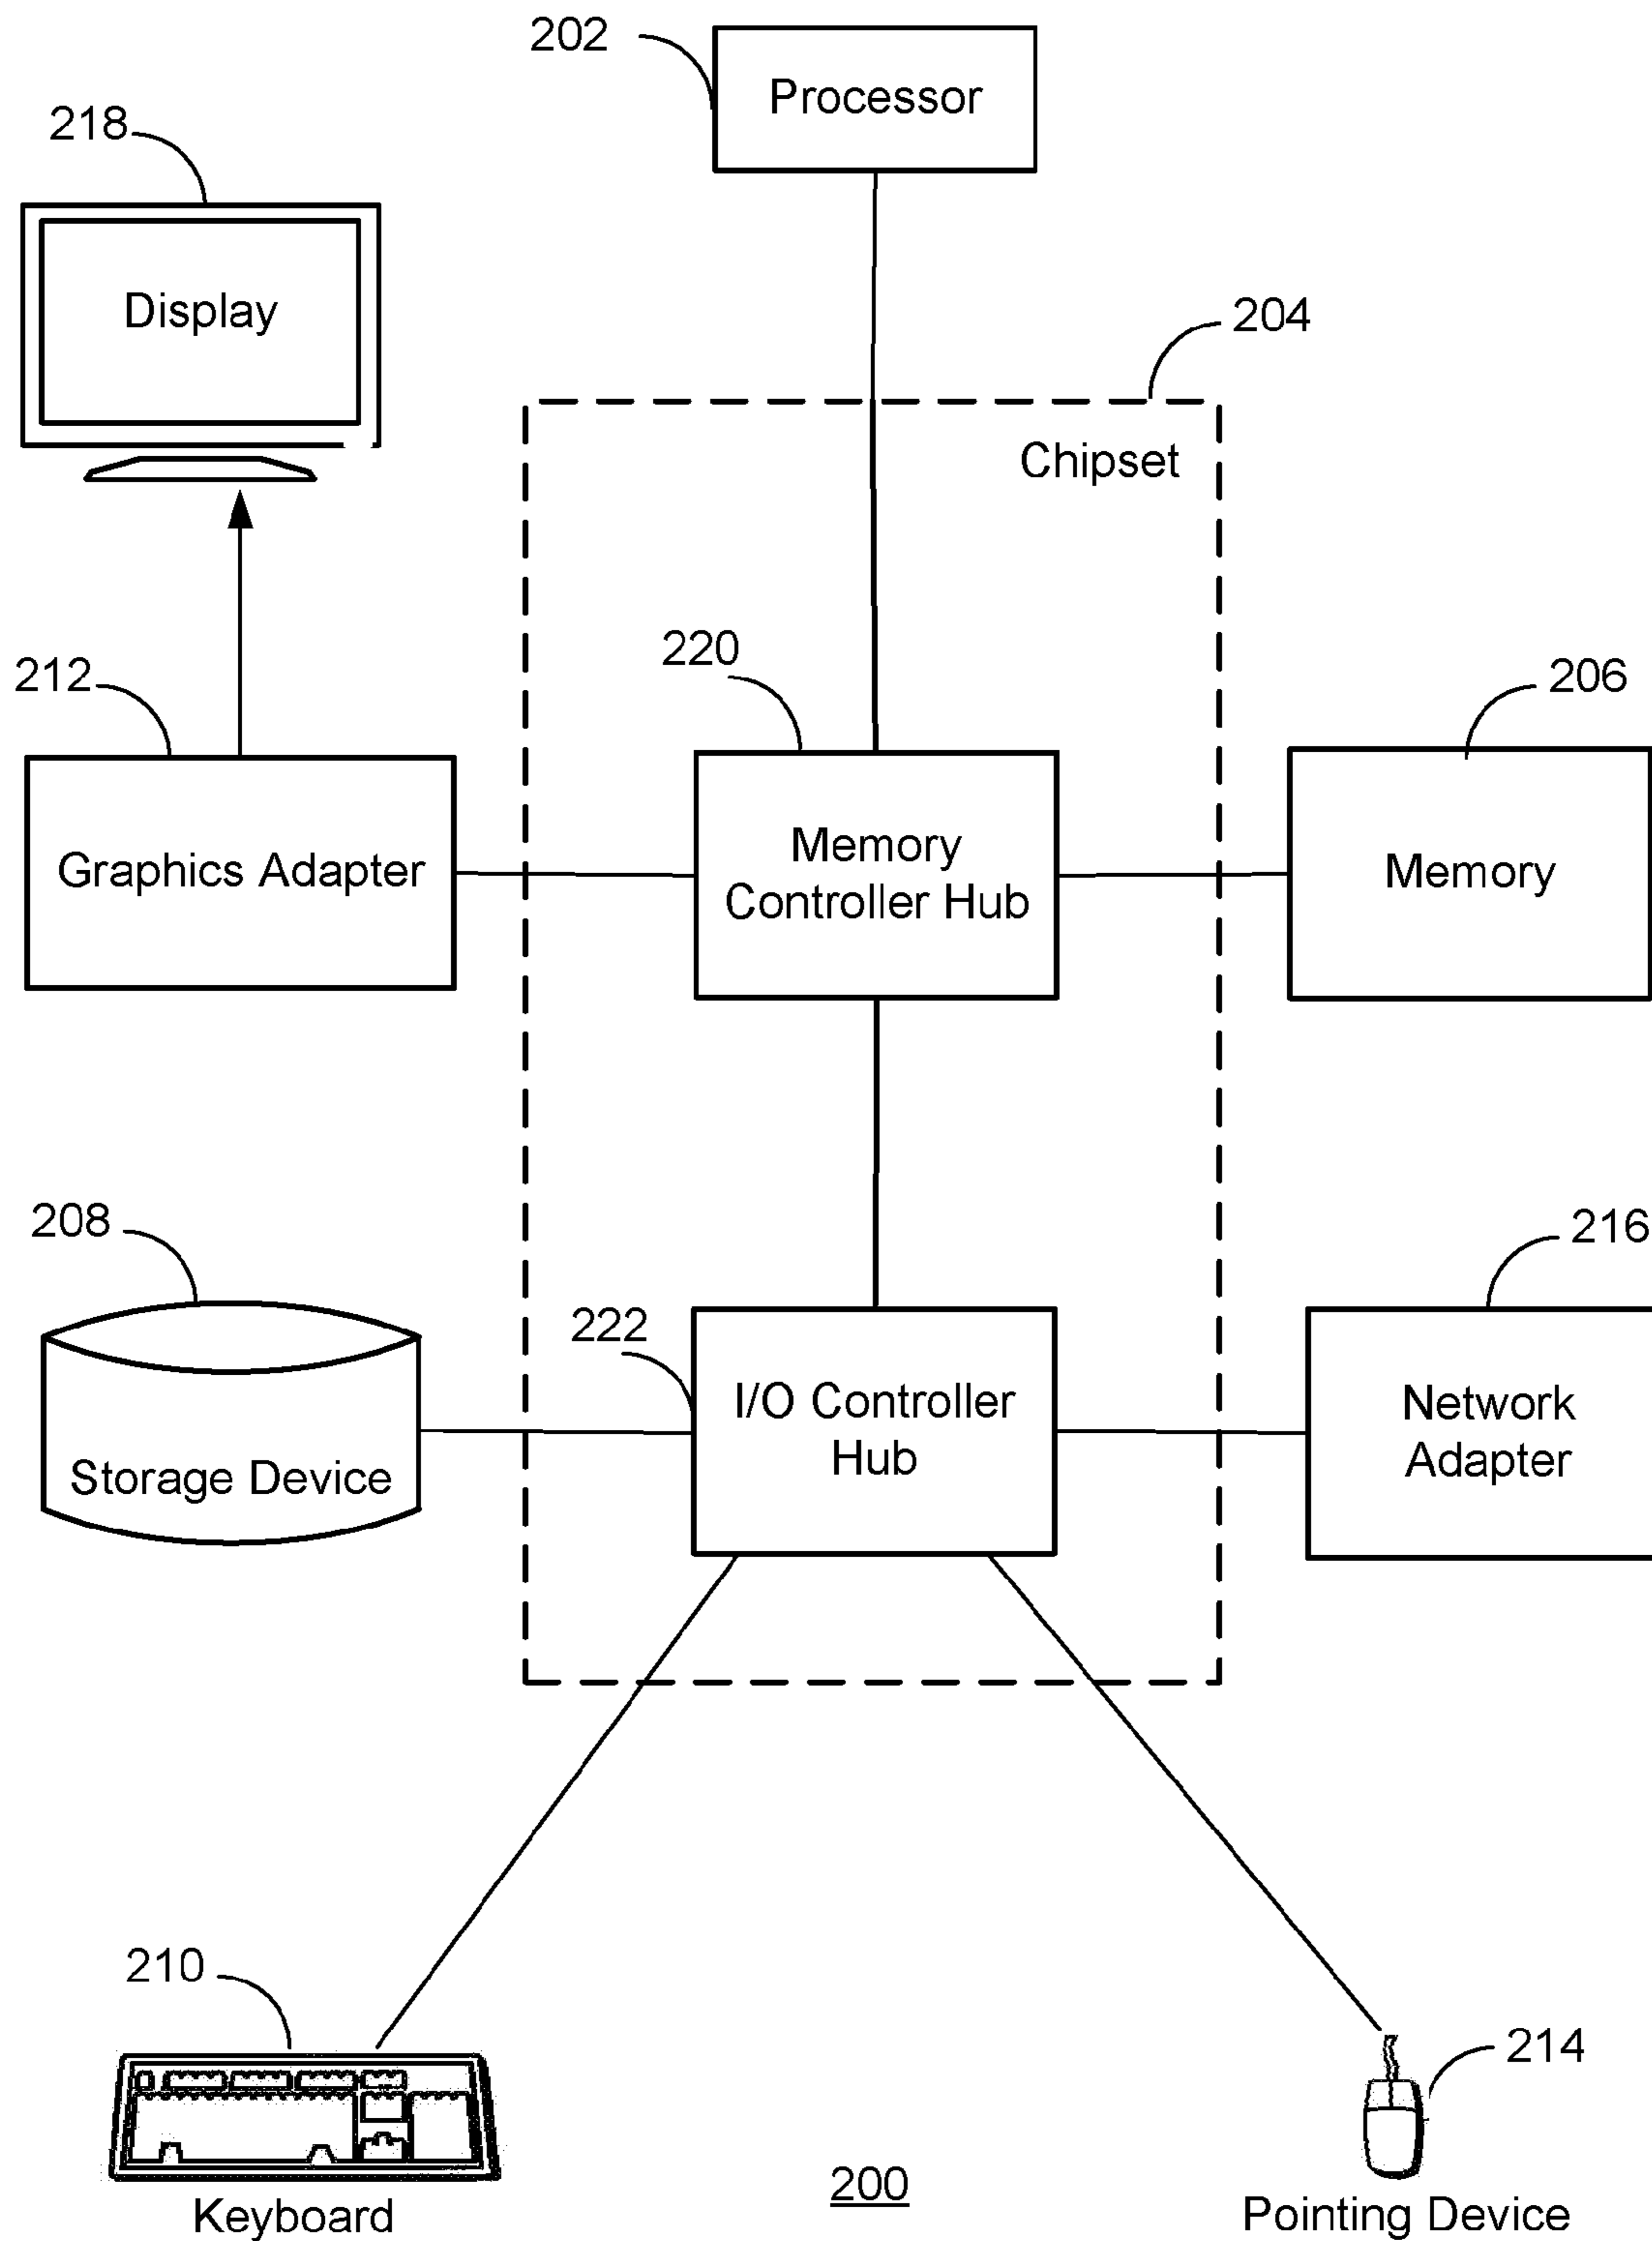 202
Processor
218
Display
204
Chipset
220
212
206
Graphics Adapter
Memory
Controller Hub
Memory
208
216
222
Storage Device
I/O Controller
Hub
Network
Adapter
210
214
Keyboard
200
Pointing Device